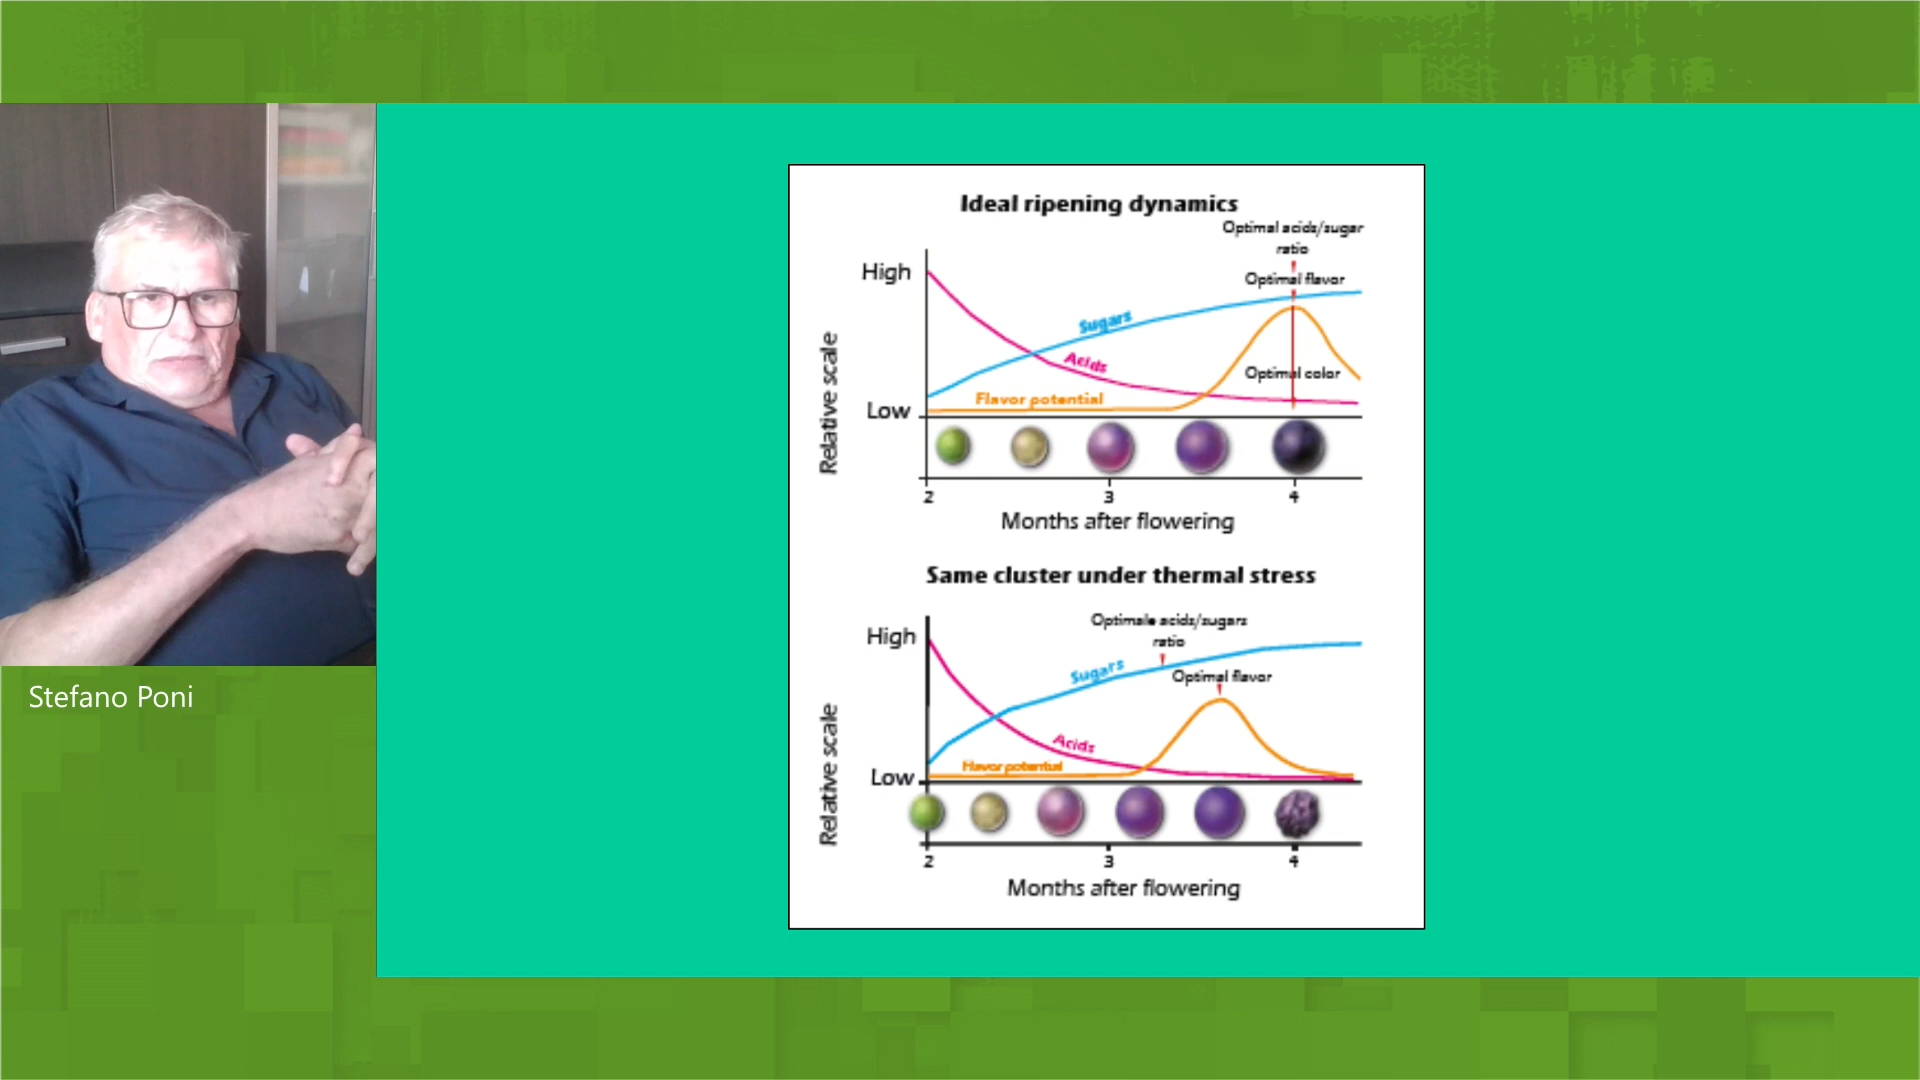 Stefano Poni
Ideal ripening dynamics
Optimal acids/sugar
ratio
Optimal flavor
High
Sugars
Acids
Optimal color
Flavor potential
Low
Relative scale
2
3
4
Months after flowering
Same cluster under thermal stress
Optimale acids/sugars
ratio
High
Sugars
Optimal flavor
Acids
Flavor potential
Low
Relative scale
2
3
4
Months after flowering